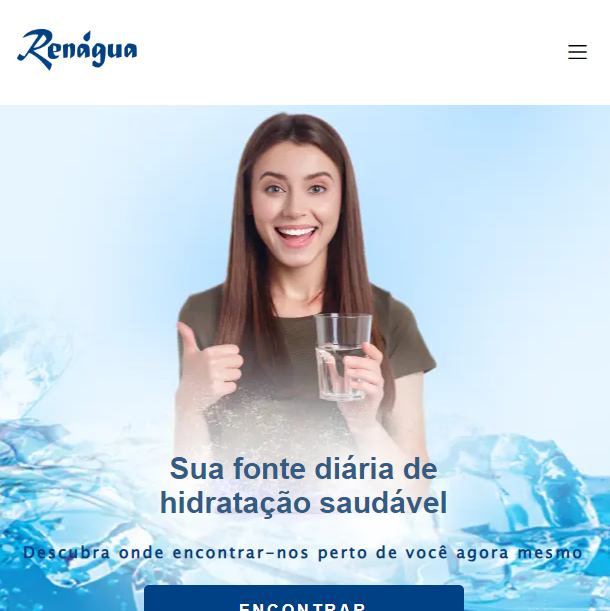 Renágua
Sua fonte diária de
hidratação saudável
Descubra onde encontrar-nos perto de você agora mesmo
ENCONTRAR